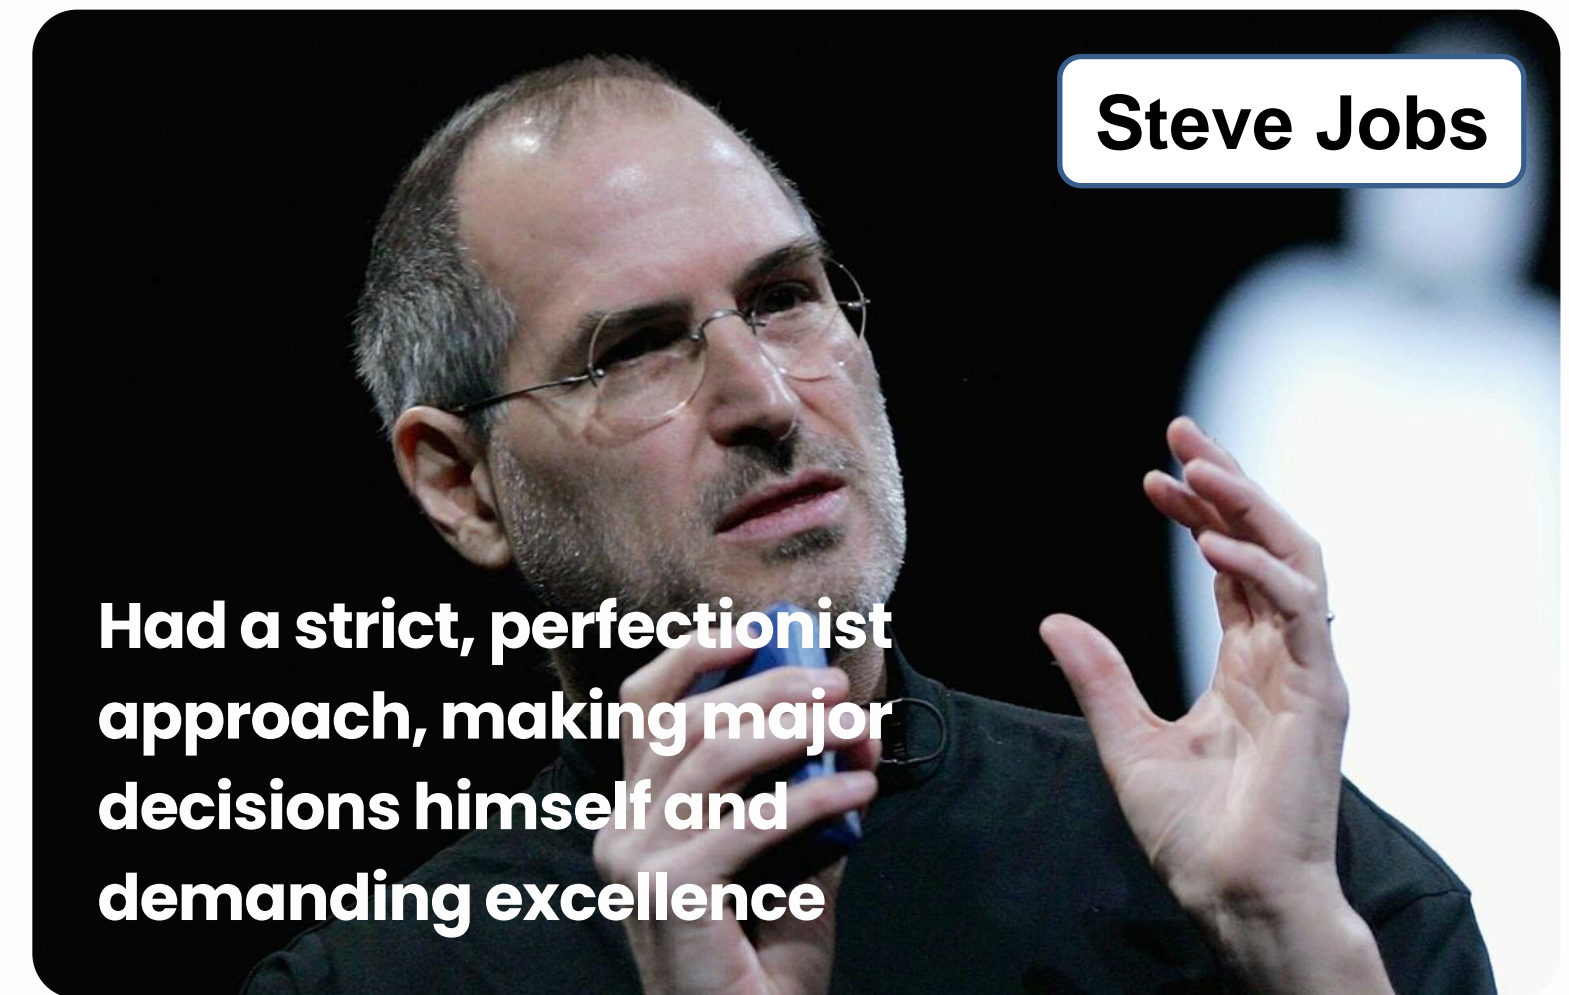 Steve Jobs
Had a strict, perfectionist
approach, making major
decisions himself and
demanding excellence